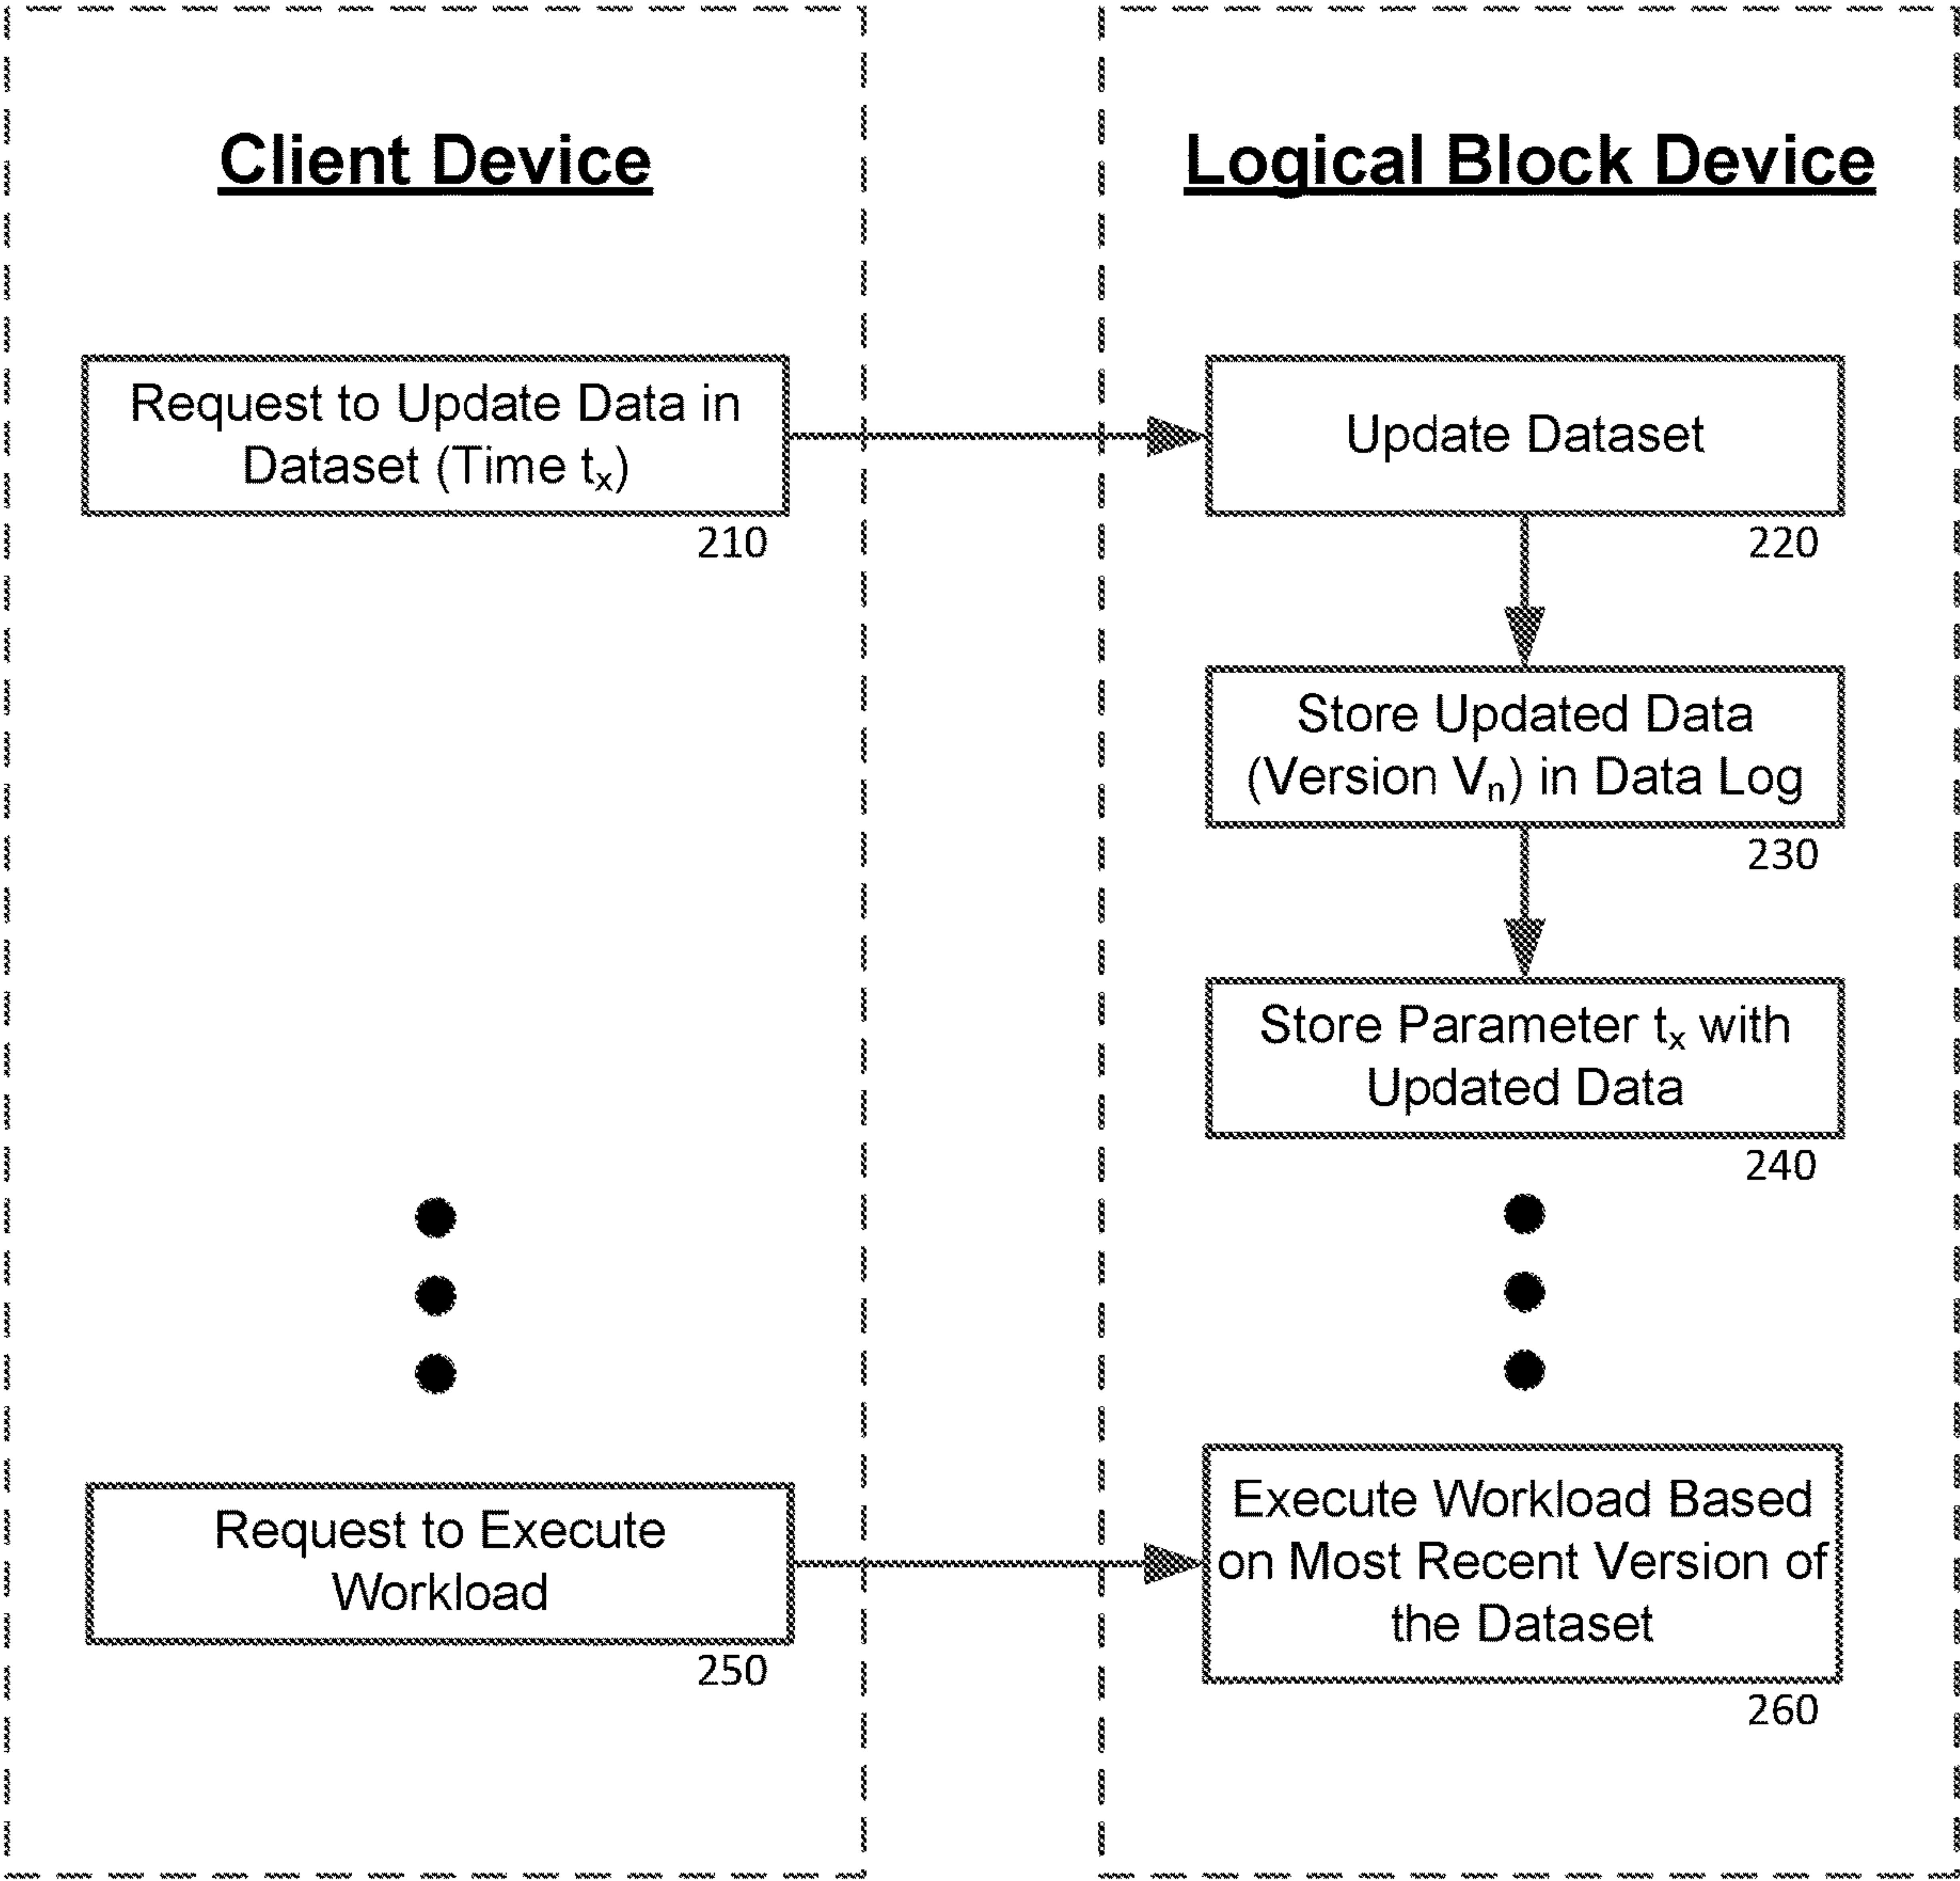 Client Device
Logical Block Device
Request to Update Data in
Dataset (Time tₓ)
210
Update Dataset
220
Store Updated Data
(Version Vₙ) in Data Log
230
Store Parameter tₓ with
Updated Data
240
Request to Execute
Workload
250
Execute Workload Based
on Most Recent Version of
the Dataset
260